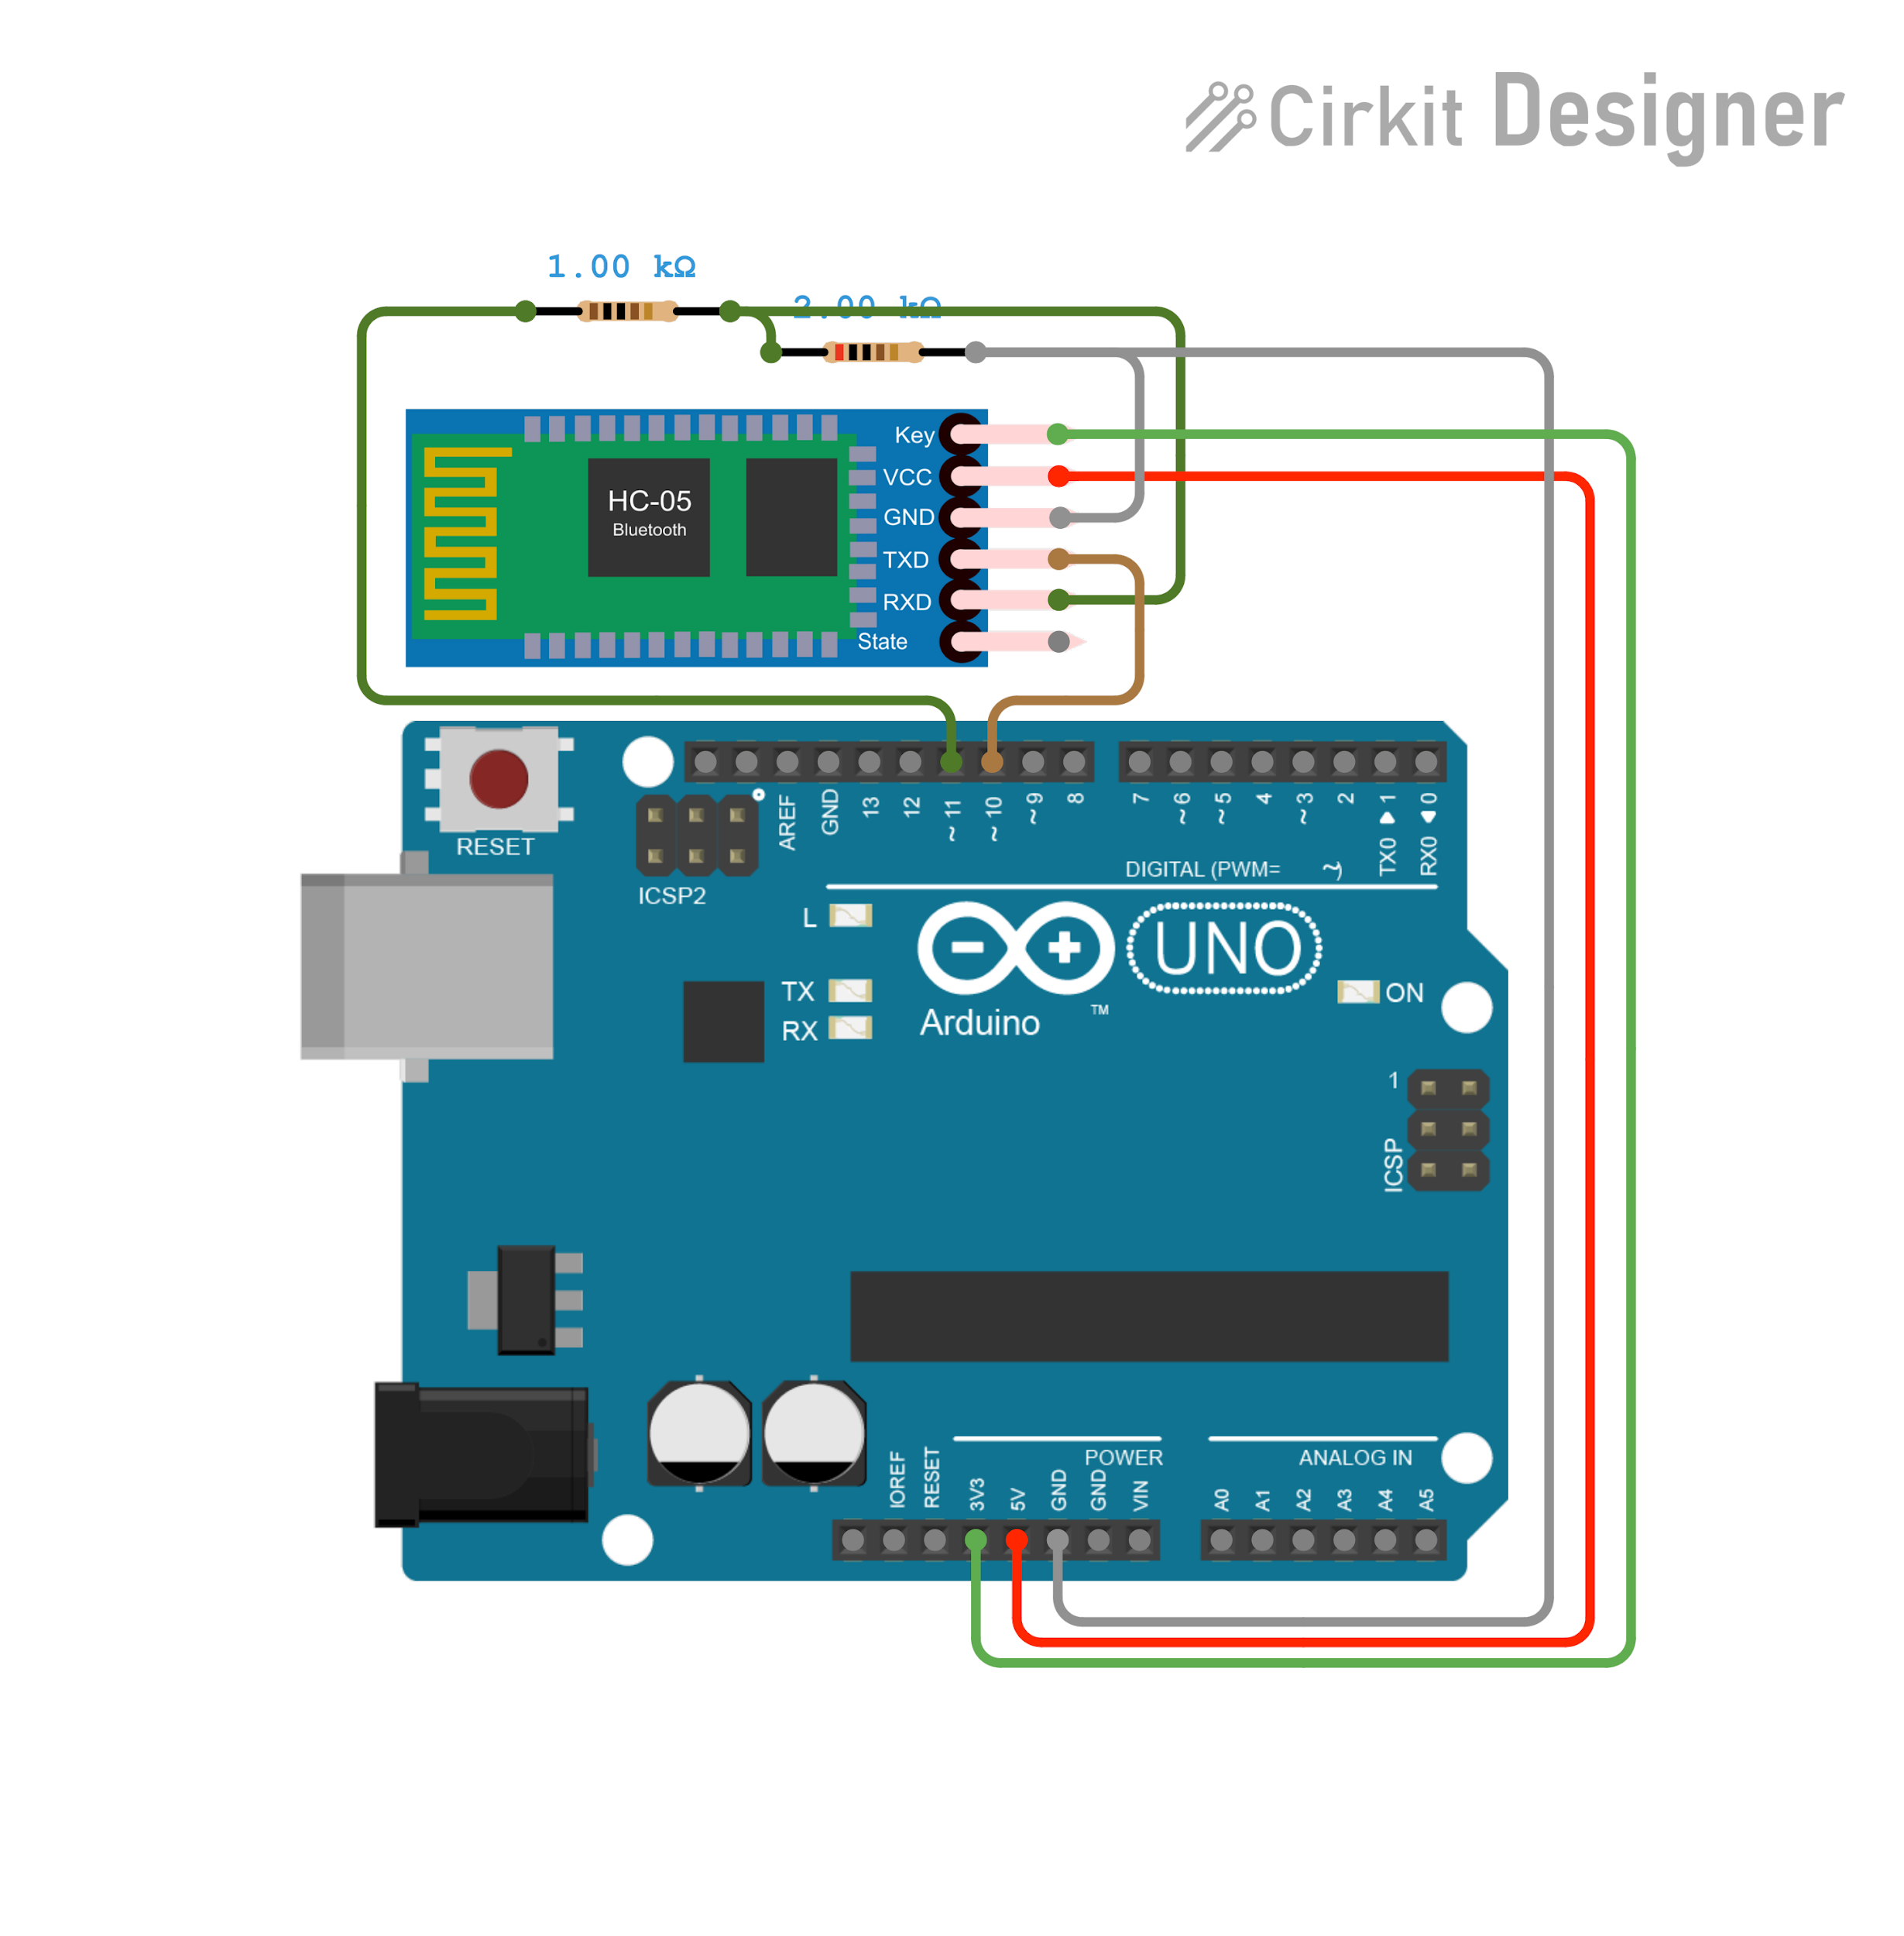 Cirkit Designer
1.00 kΩ
2.00 kΩ
Key
VCC
HC-05
Bluetooth
GND
TXD
RXD
State
RESET
ICSP2
AREF
GND
13
12
~ 11
~ 10
~ 9
8
7
~ 6
~ 5
4
~ 3
2
TX0 ▶ 1
RX0 ◀ 0
DIGITAL (PWM= ~)
L
TX
RX
UNO
ON
Arduino
TM
1
ICSP
IOREF
RESET
3V3
5V
GND
GND
VIN
POWER
ANALOG IN
A0
A1
A2
A3
A4
A5